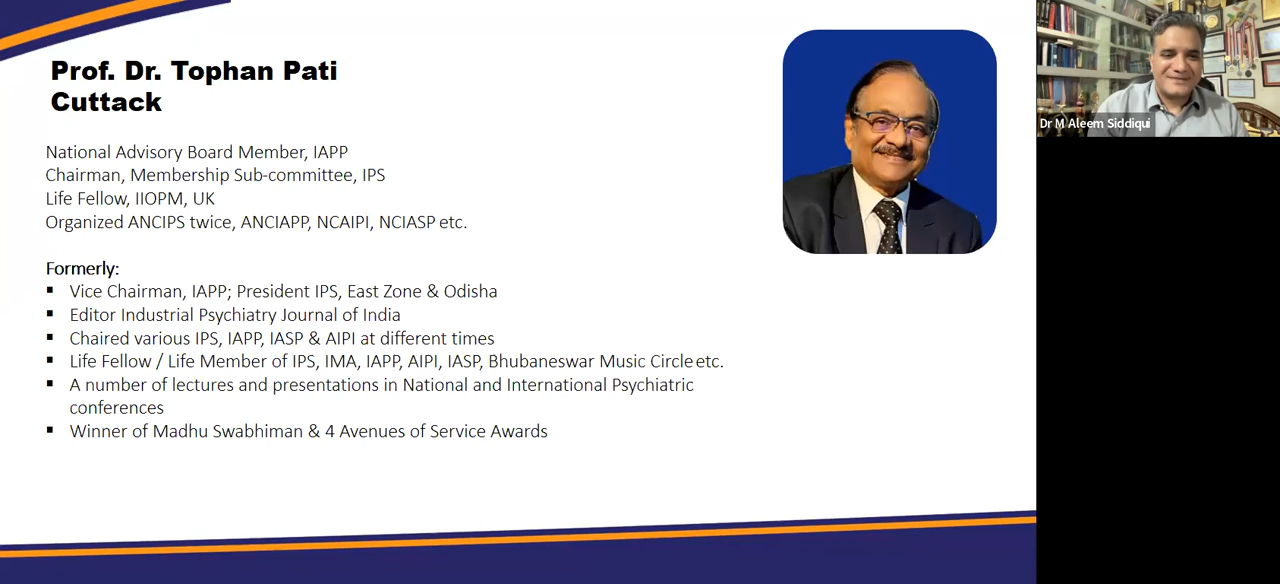 Prof. Dr. Tophan Pati
Cuttack
National Advisory Board Member, IAPP
Chairman, Membership Sub-committee, IPS
Life Fellow, IIOPM, UK
Organized ANCIPS twice, ANCIAPP, NCAIPI, NCIASP etc.
Formerly:
▪ Vice Chairman, IAPP; President IPS, East Zone & Odisha
▪ Editor Industrial Psychiatry Journal of India
▪ Chaired various IPS, IAPP, IASP & AIPI at different times
▪ Life Fellow / Life Member of IPS, IMA, IAPP, AIPI, IASP, Bhubaneswar Music Circle etc.
▪ A number of lectures and presentations in National and International Psychiatric
conferences
▪ Winner of Madhu Swabhiman & 4 Avenues of Service Awards
Dr M Aleem Siddiqui